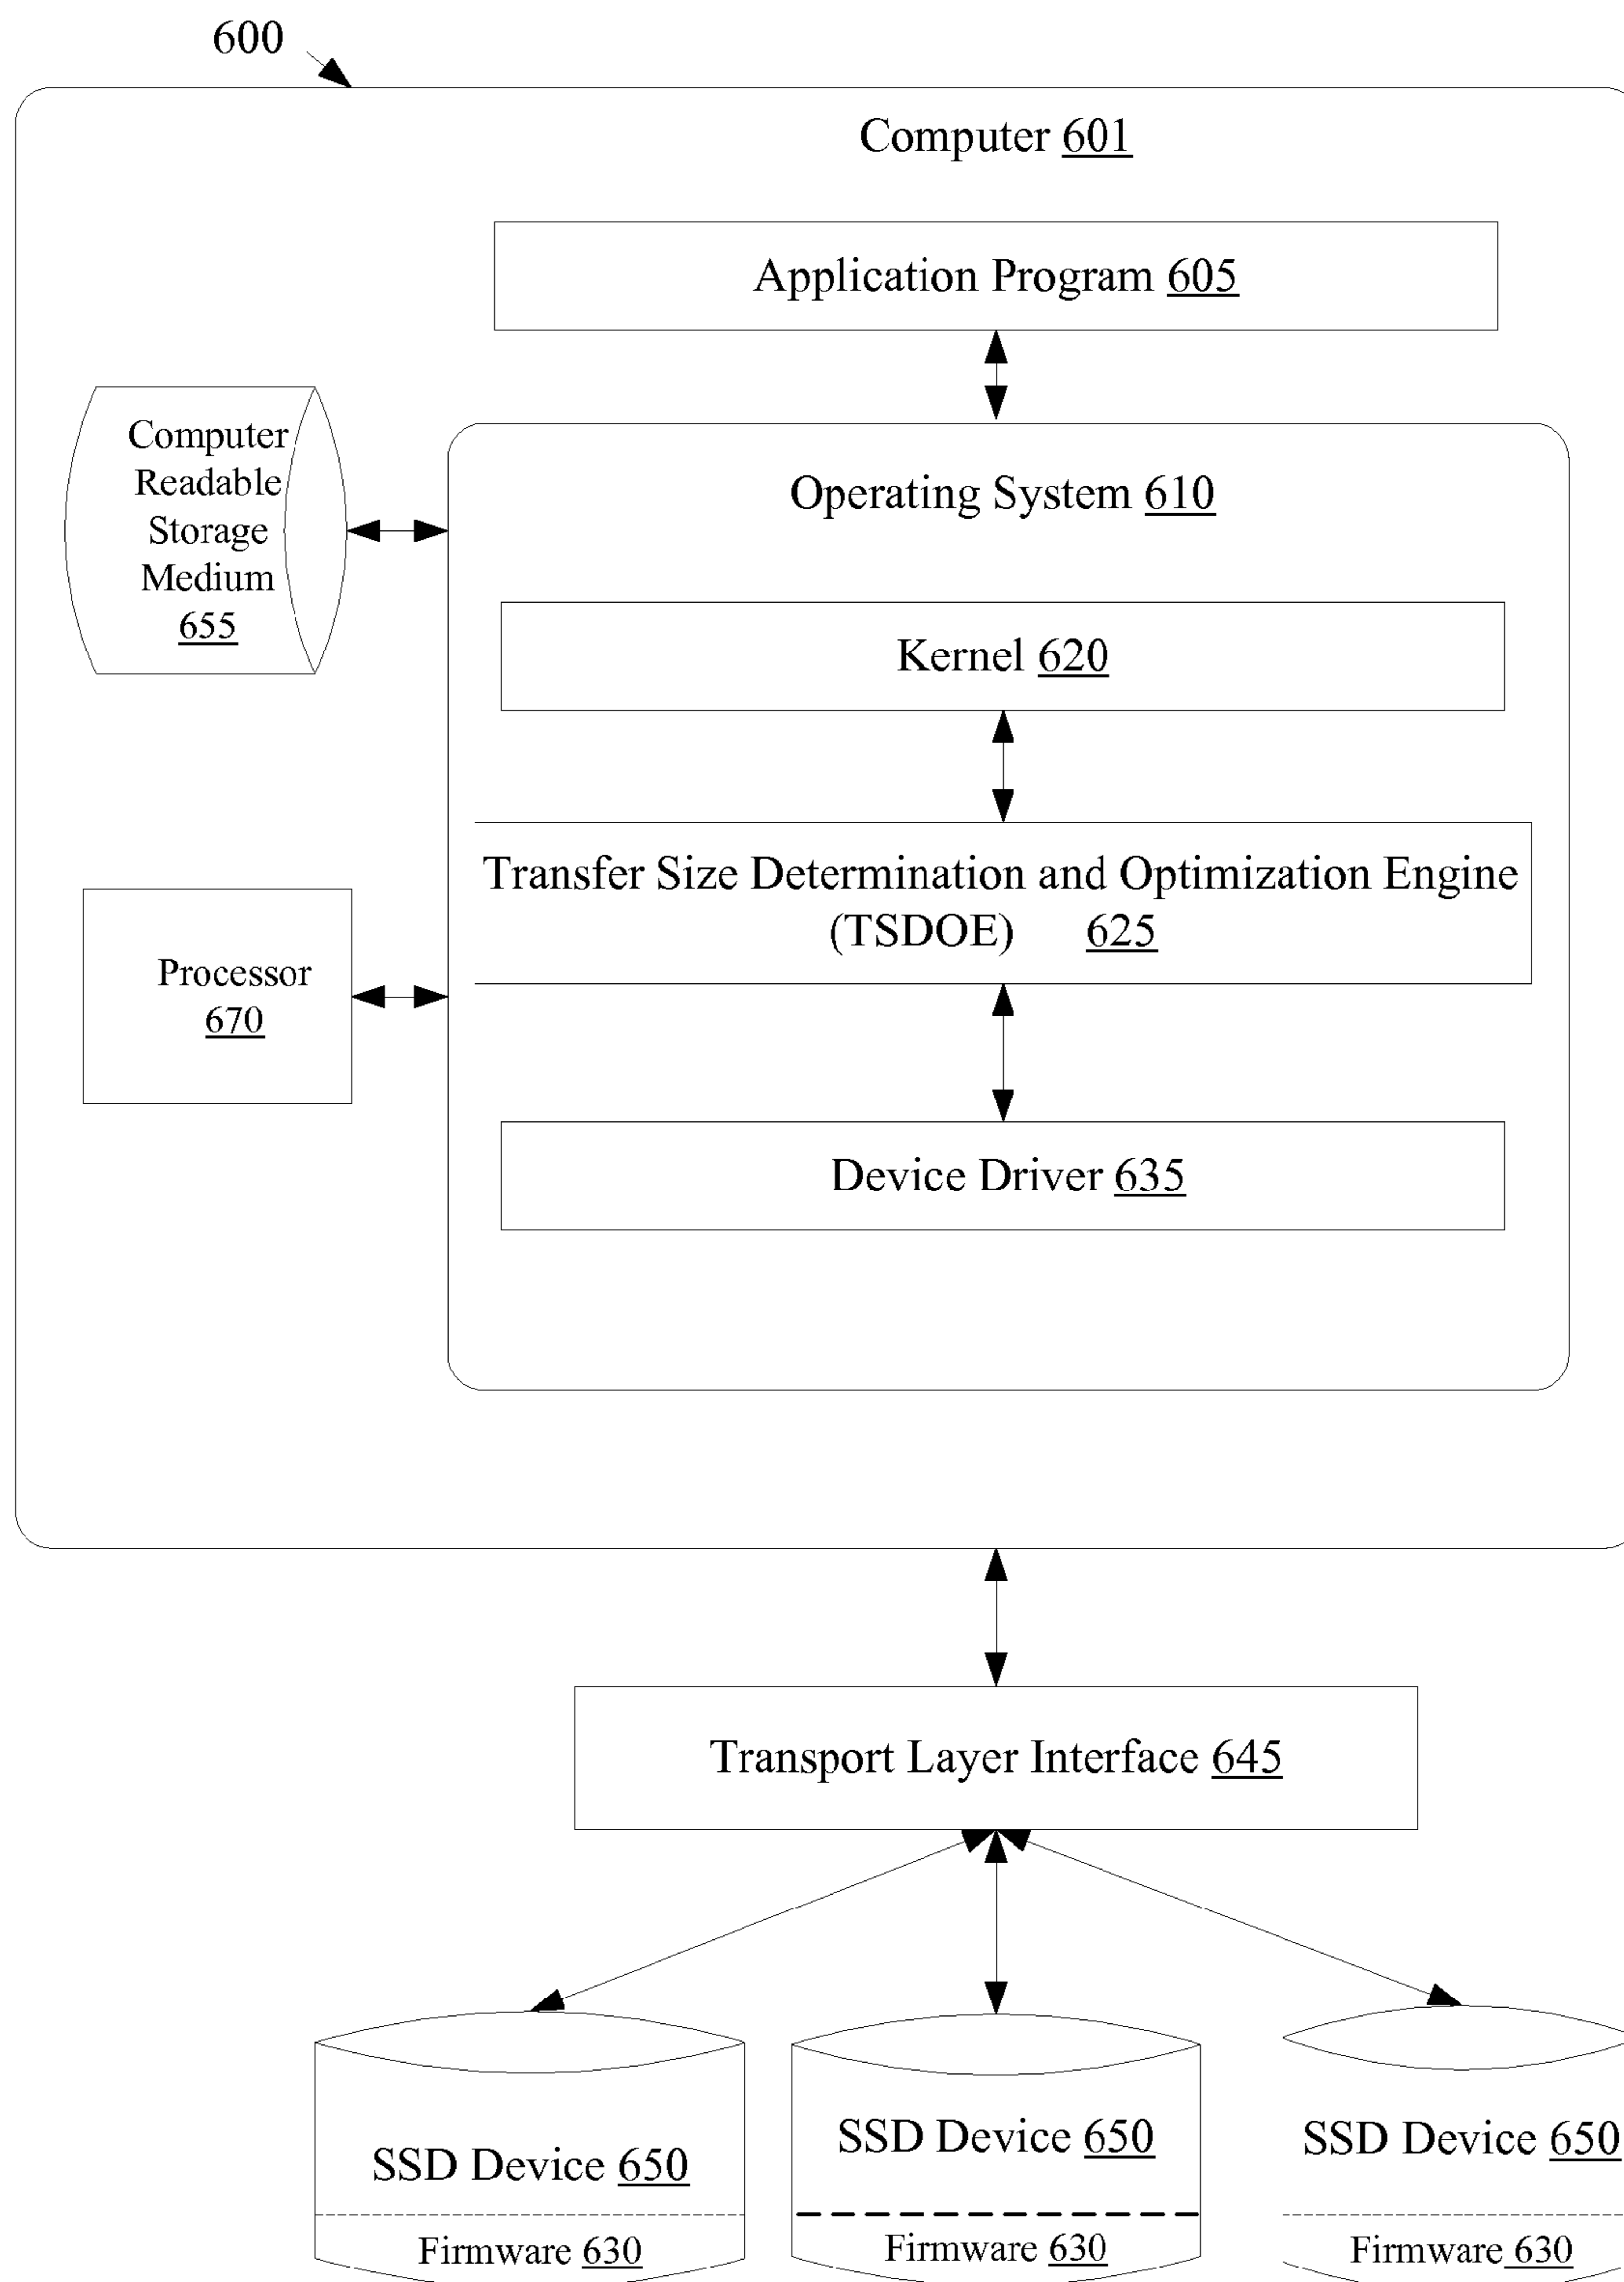 600
Computer 601
Application Program 605
Computer
Readable
Storage
Medium
655
Operating System 610
Kernel 620
Transfer Size Determination and Optimization Engine
(TSDOE) 625
Processor
670
Device Driver 635
Transport Layer Interface 645
SSD Device 650
Firmware 630
SSD Device 650
Firmware 630
SSD Device 650
Firmware 630